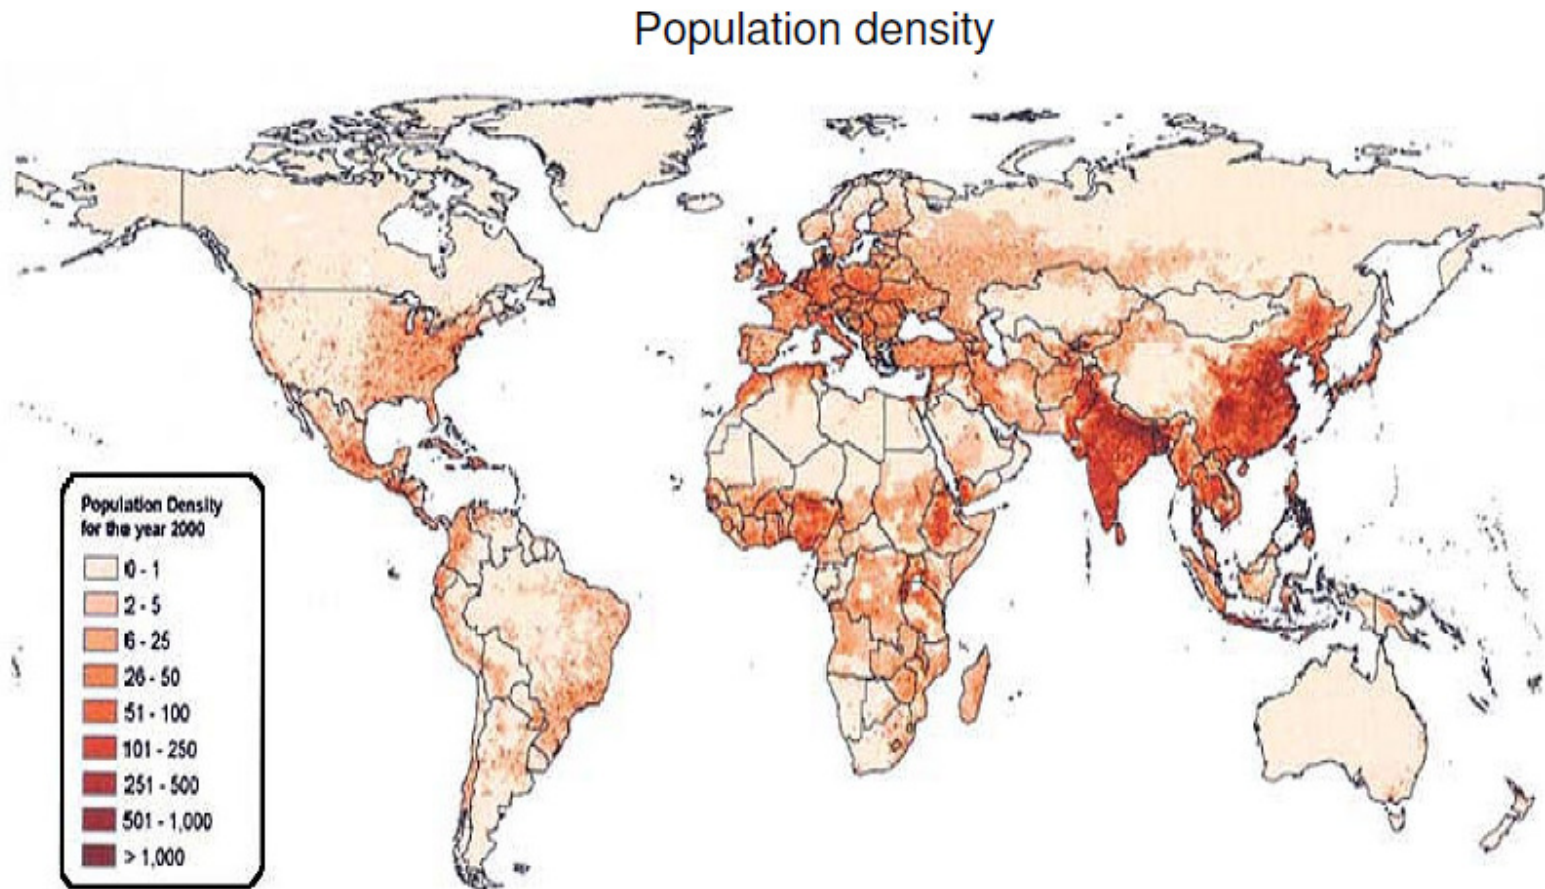 Population density
Population Density
for the year 2000
0 - 1
2 - 5
6 - 25
26 - 50
51 - 100
101 - 250
251 - 500
501 - 1,000
> 1,000